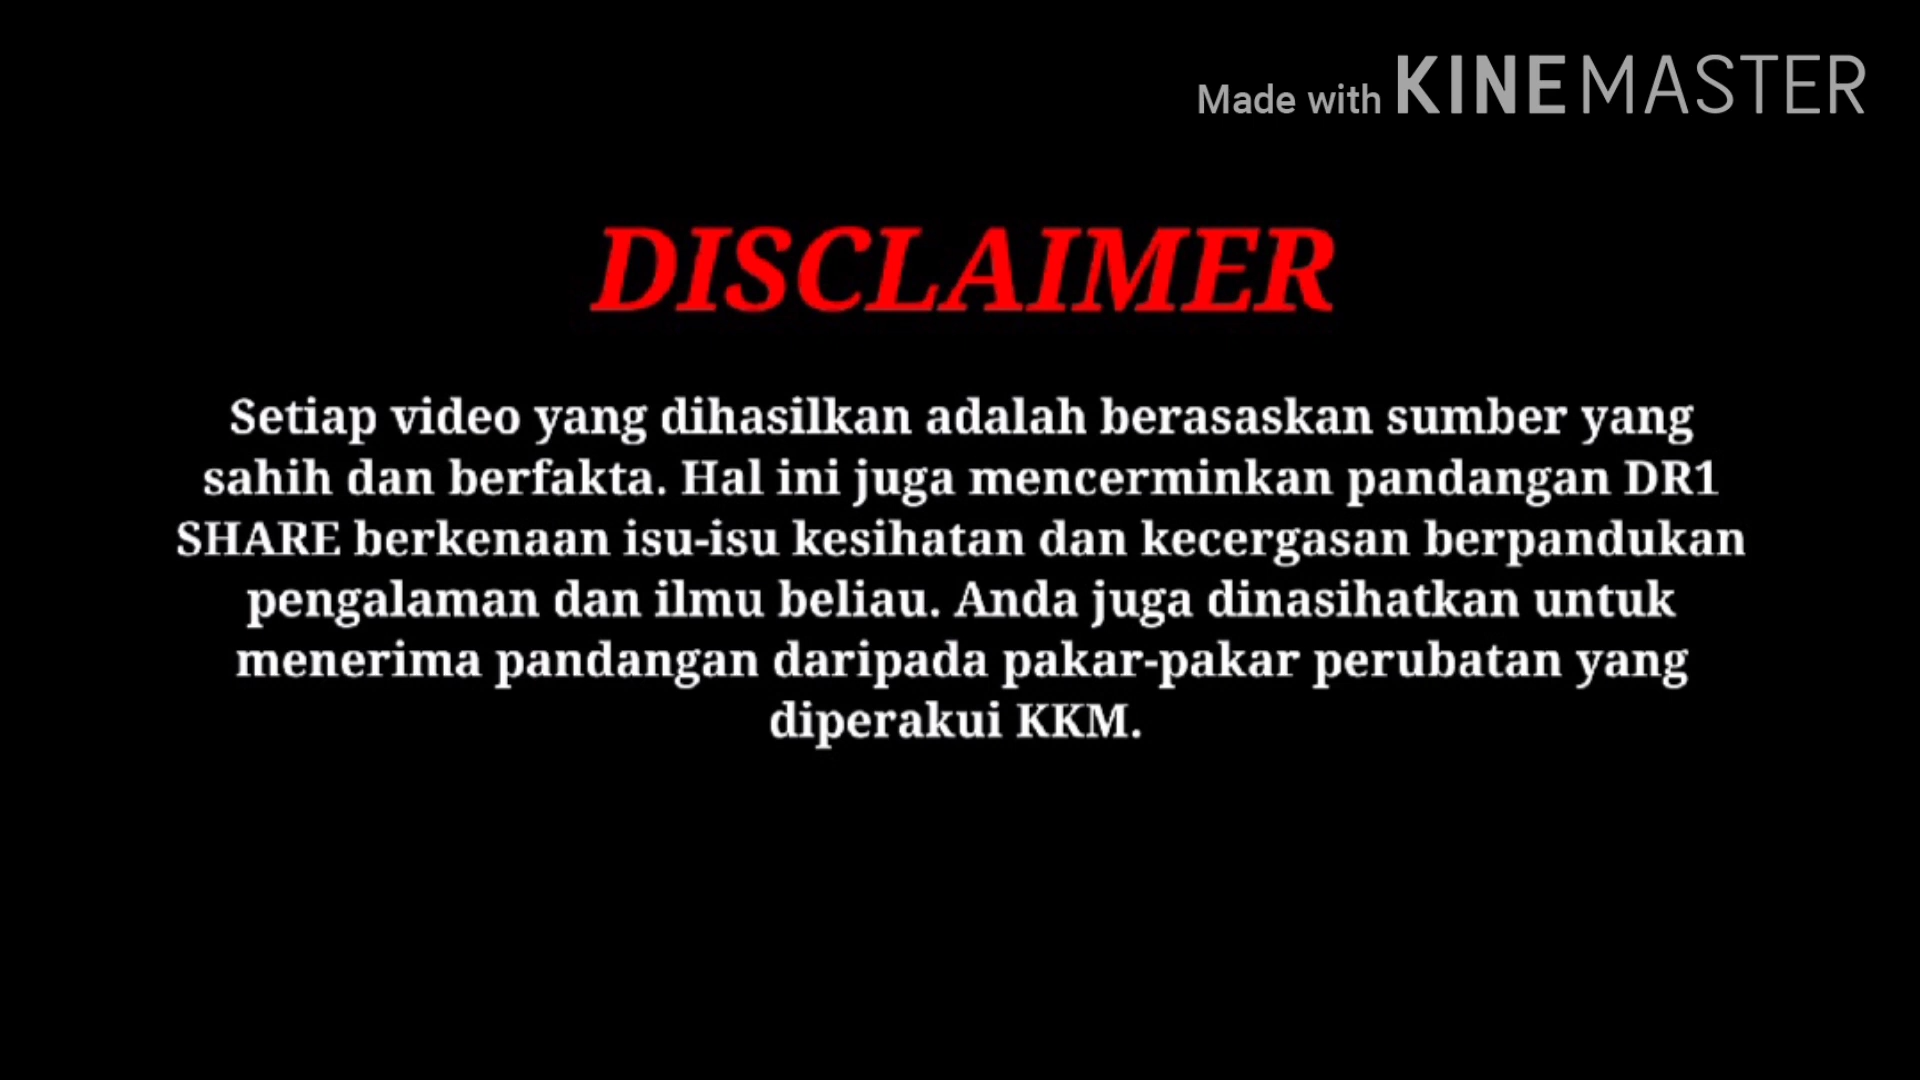 Made with KINEMASTER
DISCLAIMER
Setiap video yang dihasilkan adalah berasaskan sumber yang
sahih dan berfakta. Hal ini juga mencerminkan pandangan DR1
SHARE berkenaan isu-isu kesihatan dan kecergasan berpandukan
pengalaman dan ilmu beliau. Anda juga dinasihatkan untuk
menerima pandangan daripada pakar-pakar perubatan yang
diperakui KKM.